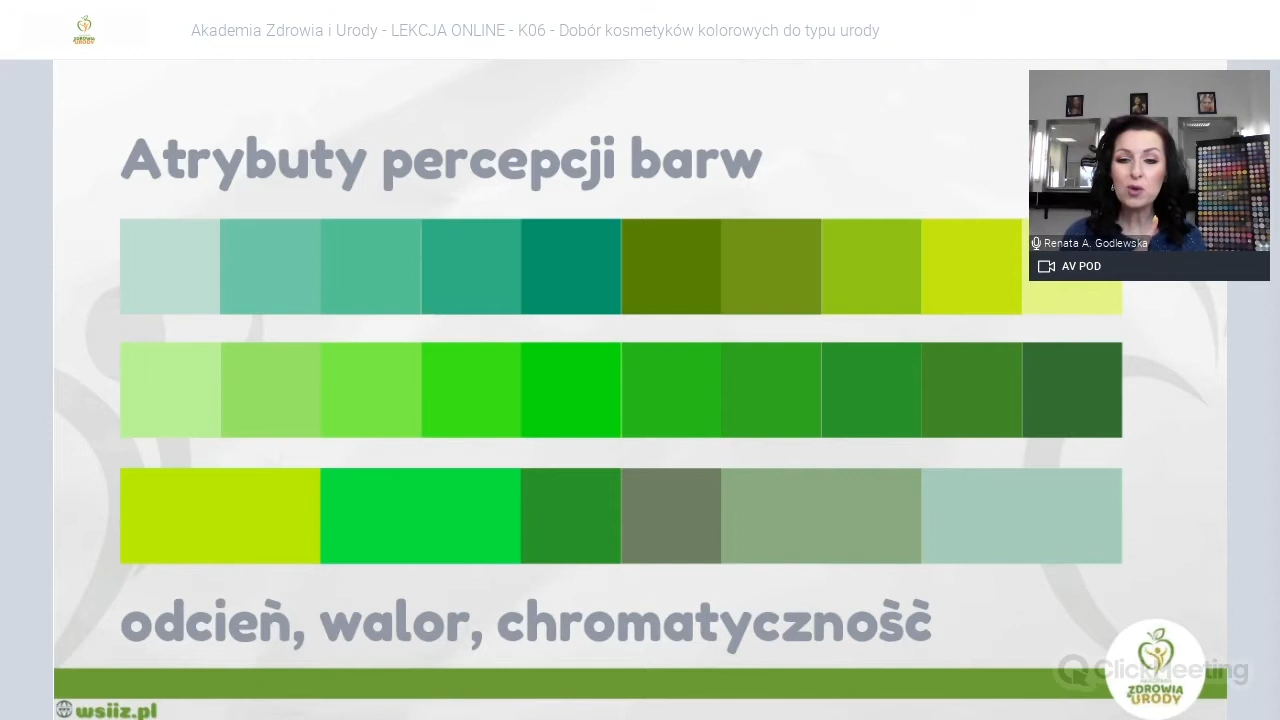 Akademia Zdrowia i Urody - LEKCJA ONLINE - K06 - Dobór kosmetyków kolorowych do typu urody
Atrybuty percepcji barw
Renata A. Godlewska
AV POD
odcień, walor, chromatyczność
ClickMeeting
ZDROWIA
URODY
wsiiz.pl